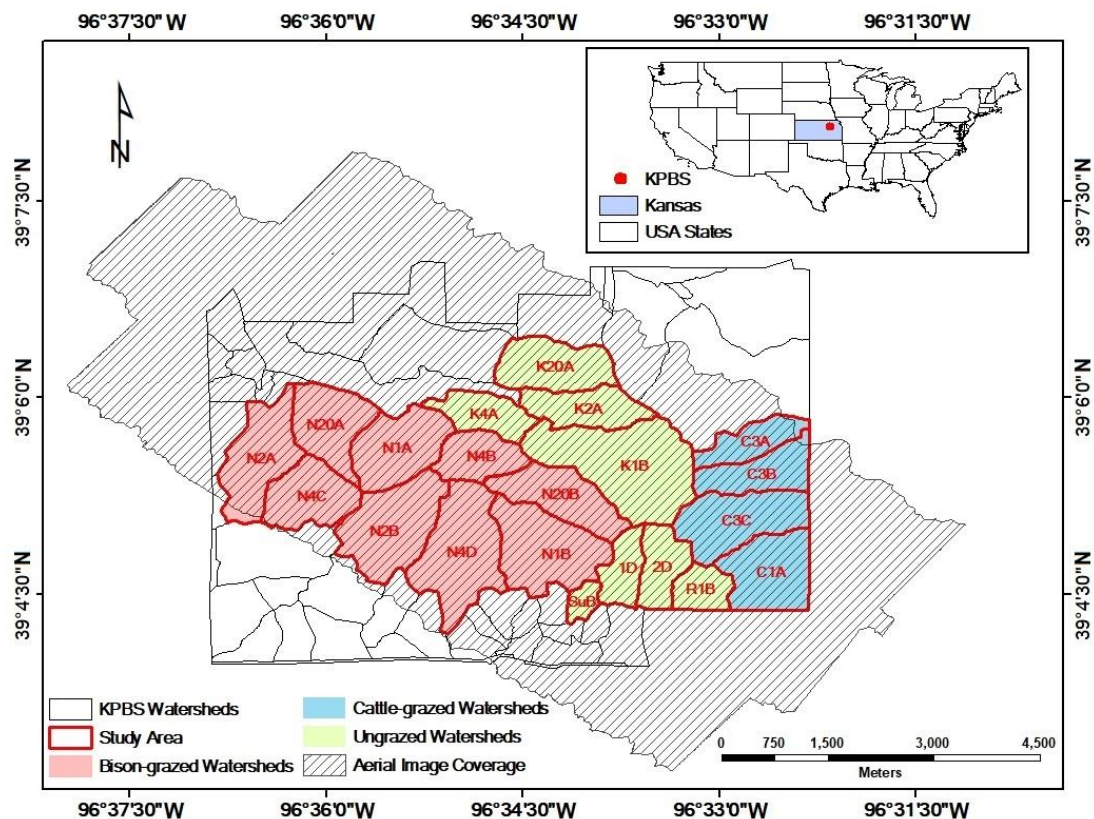 96°37'30"W 96°36'0"W 96°34'30"W 96°33'0"W 96°31'30"W
39°7'30"N
39°7'30"N
N
KPBS
Kansas
USA States
39°6'0"N
39°6'0"N
K20A
K2A
K4A
N20A
N1A
N2A
N4B
K1B
C3A
C3B
N4C
N20B
C3C
N2B
N4D
N1B
1D
2D
C1A
R1B
SuB
39°4'30"N
39°4'30"N
KPBS Watersheds
Study Area
Bison-grazed Watersheds
Cattle-grazed Watersheds
Ungrazed Watersheds
Aerial Image Coverage
0 750 1,500 3,000 4,500
Meters
96°37'30"W 96°36'0"W 96°34'30"W 96°33'0"W 96°31'30"W